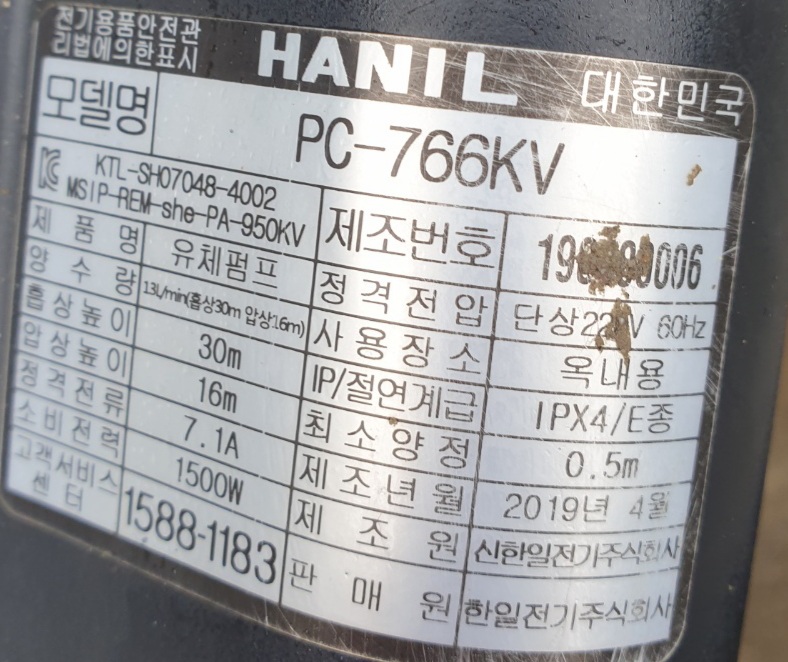 전기용품안전관
리법에의한표시
HANIL
대한민국
모델명
PC-766KV
KTL-SH07048-4002
MSIP-REM-she-PA-950KV
제조번호
제품명
유체펌프
정격전압
단상22 V 60Hz
양수량
13L/min(흡상30m 압상16m)
사용장소
옥내용
흡상높이
30m
IP/절연계급
IPX4/E종
압상높이
16m
최소양정
0.5m
정격전류
7.1A
제조년월
2019년 4월
소비전력
1500W
제조원
신한일전기주식회사
고객서비스
센터
1588-1183
판매원
한일전기주식회사